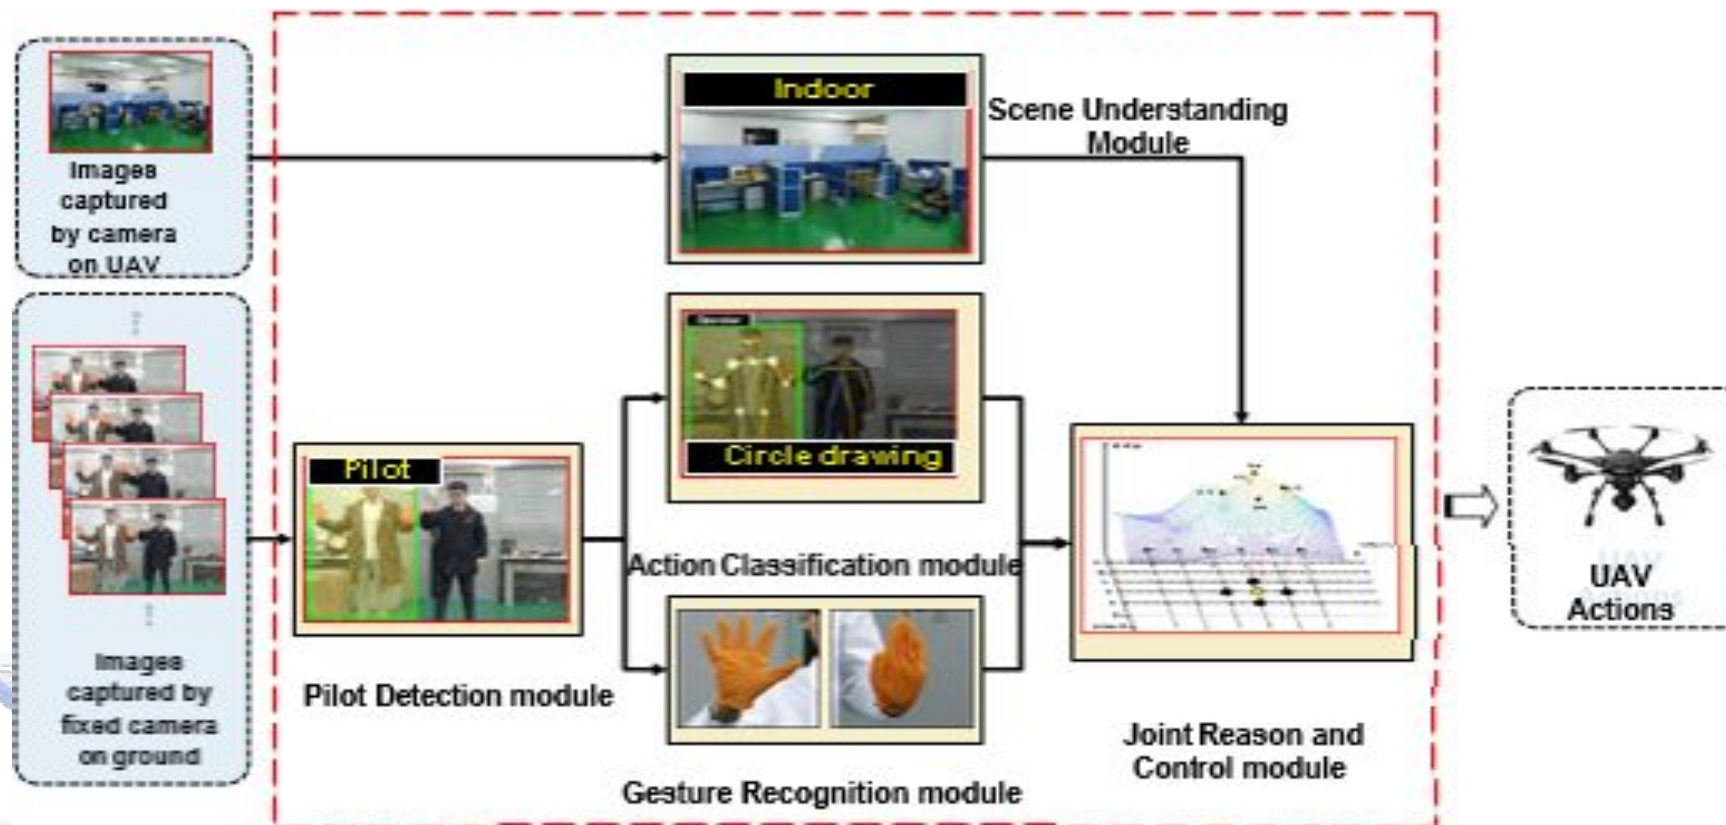 Images
captured
by camera
on UAV
Indoor
Scene Understanding
Module
Images
captured by
fixed camera
on ground
Pilot
Pilot Detection module
Circle drawing
Action Classification module
Gesture Recognition module
Joint Reason and
Control module
UAV
Actions